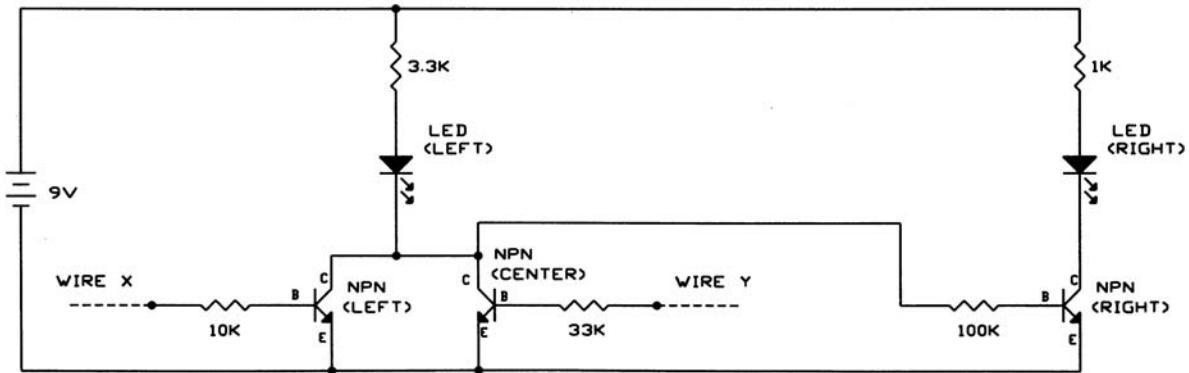 3.3K
1K
LED
(LEFT)
LED
(RIGHT)
9V
NPN
(CENTER)
WIRE X
C
NPN
(LEFT)
B
E
10K
C
B
E
33K
WIRE Y
100K
C
B
E
NPN
(RIGHT)